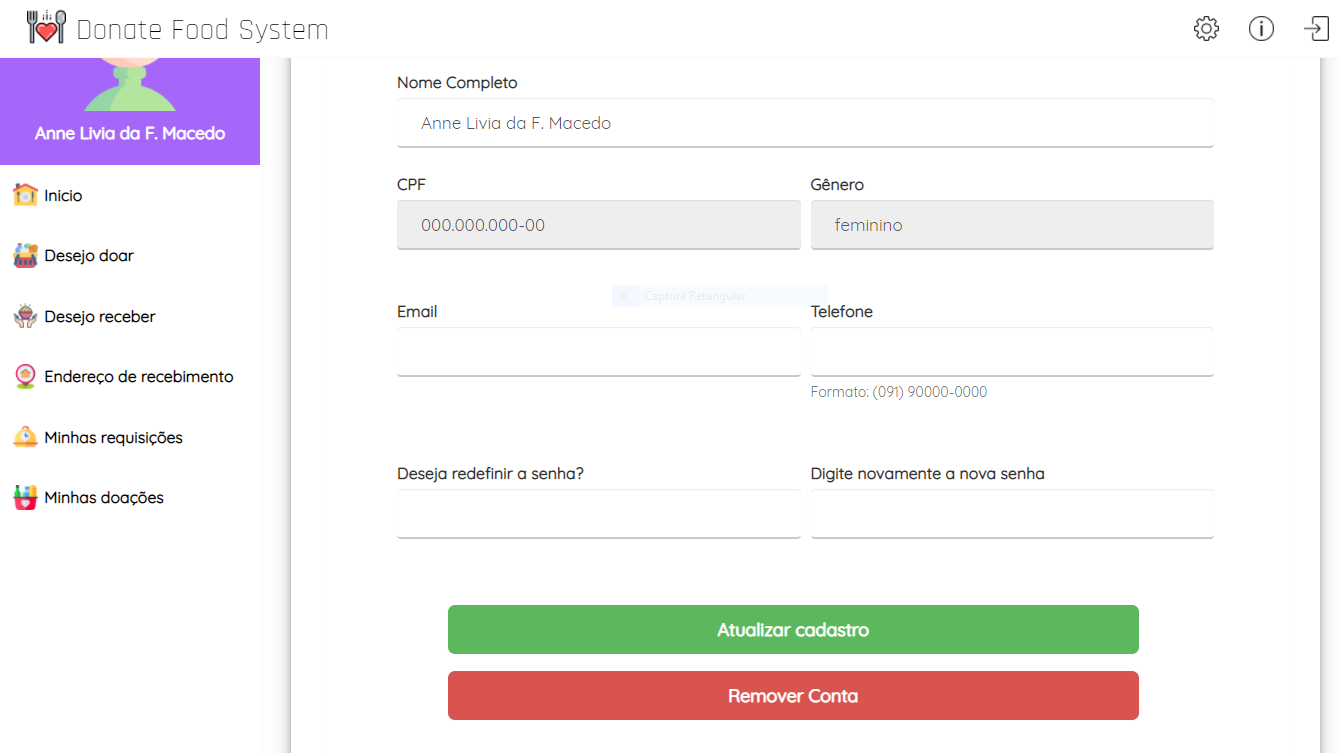 Donate Food System
Anne Livia da F. Macedo
Inicio
Desejo doar
Desejo receber
Endereço de recebimento
Minhas requisições
Minhas doações
Nome Completo
Anne Livia da F. Macedo
CPF
Gênero
000.000.000-00
feminino
Captura Retangular
Email
Telefone
Formato: (091) 90000-0000
Deseja redefinir a senha?
Digite novamente a nova senha
Atualizar cadastro
Remover Conta